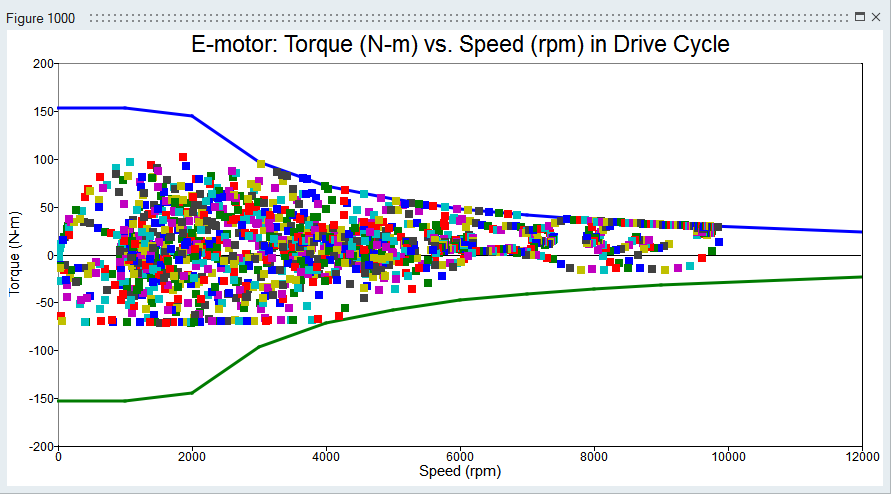 Figure 1000
E-motor: Torque (N-m) vs. Speed (rpm) in Drive Cycle
200
150
100
50
0
-50
-100
-150
-200
Torque (N-m)
0 2000 4000 6000 8000 10000 12000
Speed (rpm)